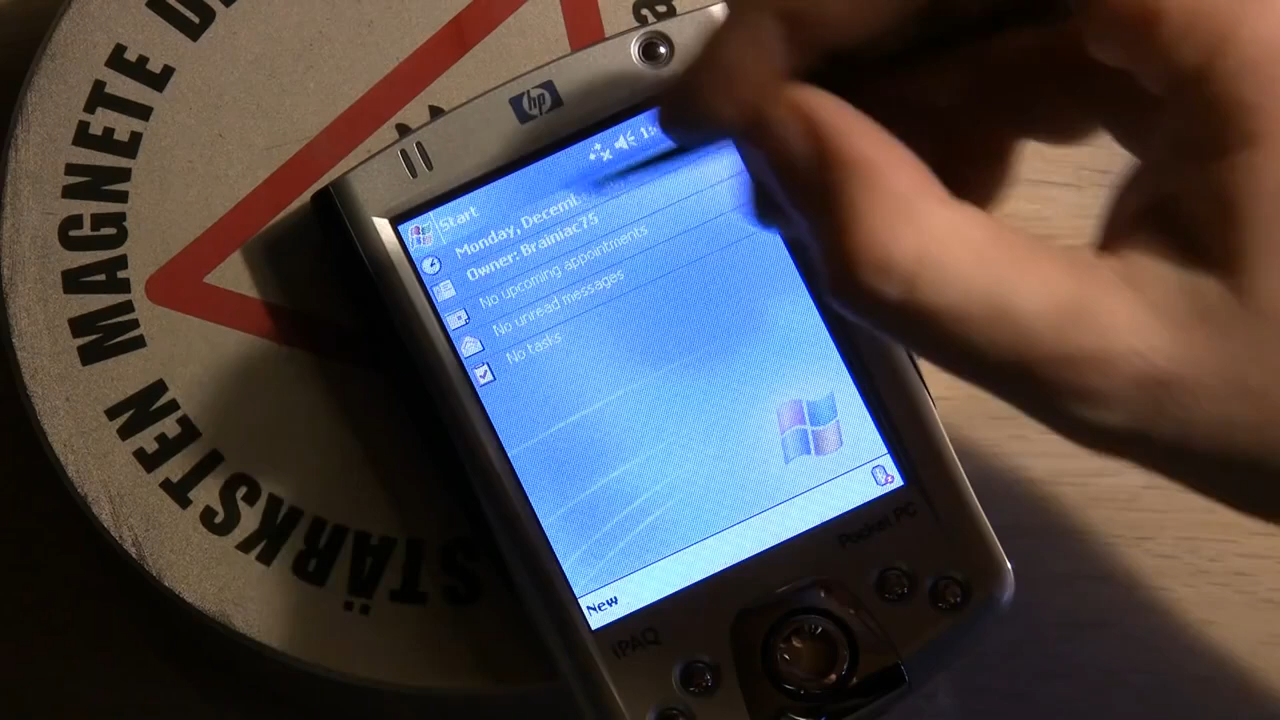 STÄRKSTEN MAGNETE
hp
Start
Monday,
Owner: Brainiac75
No upcoming appointments
No unread messages
No tasks
New
iPAQ
Pocket PC